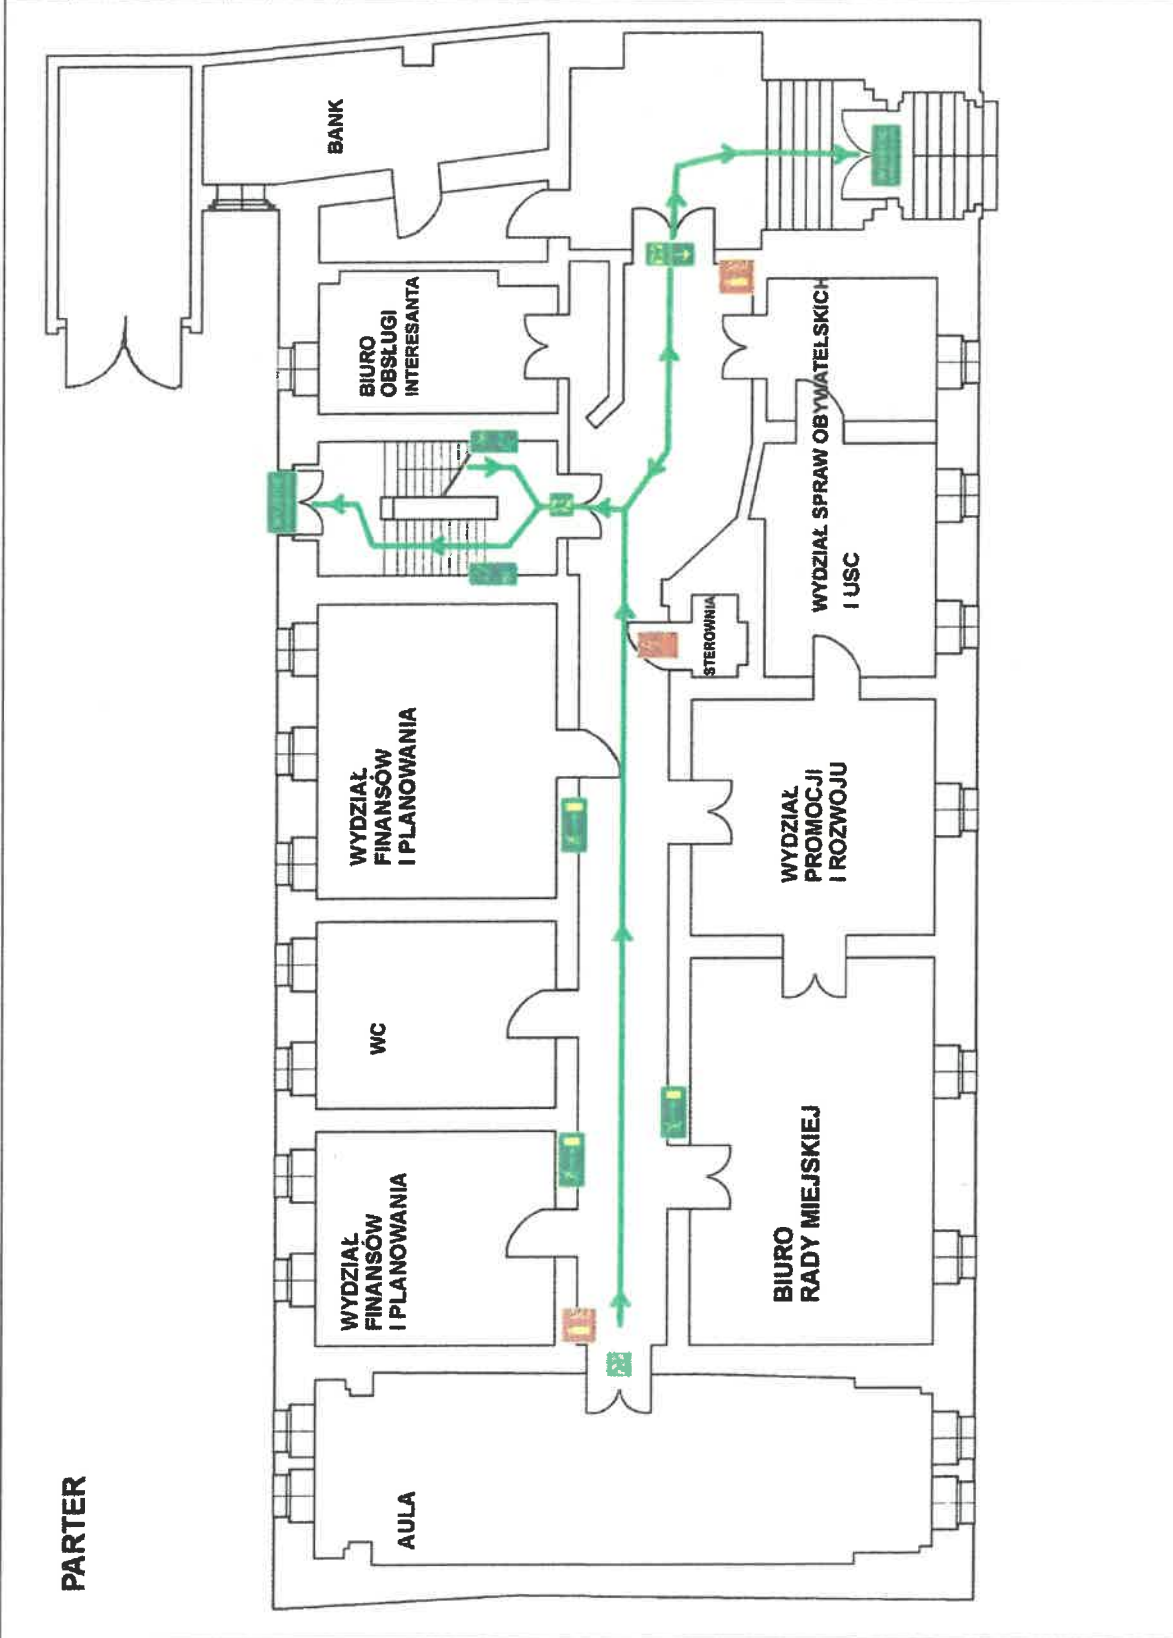 PARTER
AULA
WYDZIAŁ
FINANSÓW
I PLANOWANIA
WC
WYDZIAŁ
FINANSÓW
I PLANOWANIA
BIURO
OBSŁUGI
INTERESANTA
BANK
BIURO
RADY MIEJSKIEJ
WYDZIAŁ
PROMOCJI
I ROZWOJU
STEROWNIA
WYDZIAŁ SPRAW OBYWATELSKICH
I USC